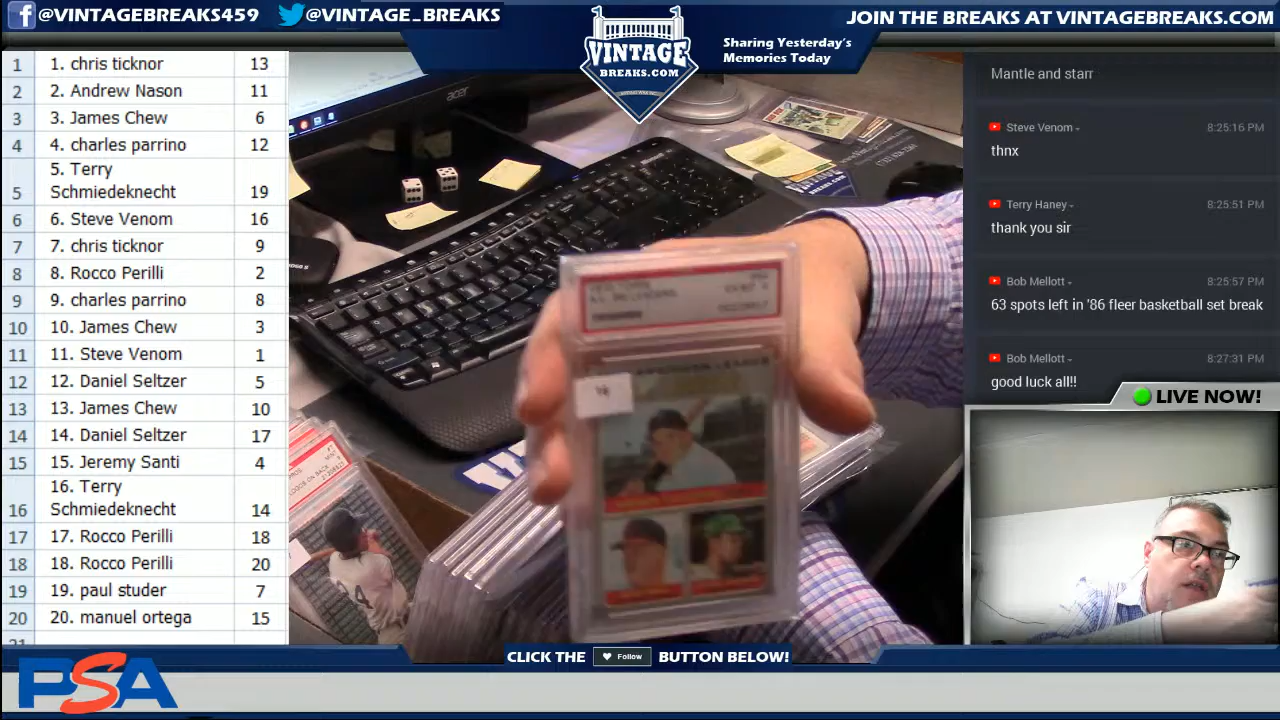 VINTAGEBREAKS459
@VINTAGE_BREAKS
VINTAGE
BREAKS.COM
Sharing Yesterday's
Memories Today
JOIN THE BREAKS AT VINTAGEBREAKS.COM
1 1. chris ticknor 13
2 2. Andrew Nason 11
3 3. James Chew 6
4 4. charles parrino 12
5. Terry
5 Schmiedeknecht 19
6 6. Steve Venom 16
7 7. chris ticknor 9
8 8. Rocco Perilli 2
9 9. charles parrino 8
10 10. James Chew 3
11 11. Steve Venom 1
12 12. Daniel Seltzer 5
13 13. James Chew 10
14 14. Daniel Seltzer 17
15 15. Jeremy Santi 4
16. Terry
16 Schmiedeknecht 14
17 17. Rocco Perilli 18
18 18. Rocco Perilli 20
19 19. paul studer 7
20 20. manuel ortega 15
acer
Mantle and starr
Steve Venom 8:25:16 PM
thnx
Terry Haney 8:25:51 PM
thank you sir
Bob Mellott 8:25:57 PM
63 spots left in '86 fleer basketball set break
Bob Mellott 8:27:31 PM
good luck all!!
LIVE NOW!
CLICK THE Follow BUTTON BELOW!
PSA